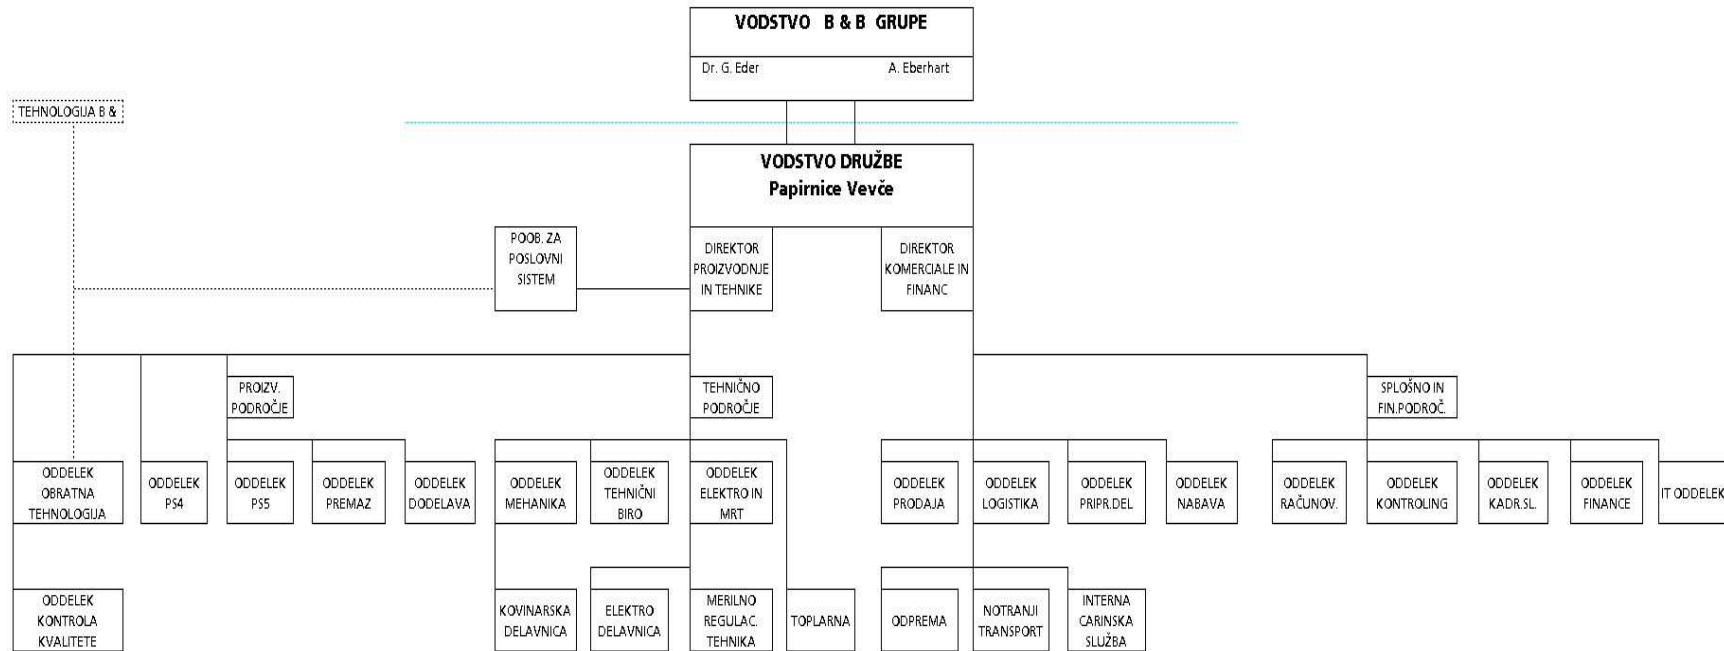 VODSTVO B & B GRUPE
Dr. G. Eder A. Eberhart
TEHNOLOGIJA B &
VODSTVO DRUŽBE
Papirnice Vevče
POOB. ZA
POSLOVNI
SISTEM
DIREKTOR
PROIZVODNJE
IN TEHNIKE
DIREKTOR
KOMERCIALE IN
FINANC
PROIZV.
PODROČJE
TEHNIČNO
PODROČJE
SPLOŠNO IN
FIN.PODROČ.
ODDELEK
OBRATNA
TEHNOLOGIJA
ODDELEK
PS4
ODDELEK
PS5
ODDELEK
PREMAZ
ODDELEK
DODELAVA
ODDELEK
MEHANIKA
ODDELEK
TEHNIČNI
BIRO
ODDELEK
ELEKTRO IN
MRT
ODDELEK
PRODAJA
ODDELEK
LOGISTIKA
ODDELEK
PRIPR.DEL
ODDELEK
NABAVA
ODDELEK
RAČUNOV.
ODDELEK
KONTROLING
ODDELEK
KADR.SL.
ODDELEK
FINANCE
IT ODDELEK
ODDELEK
KONTROLA
KVALITETE
KOVINARSKA
DELAVNICA
ELEKTRO
DELAVNICA
MERILNO
REGULAC.
TEHNIKA
TOPLARNA
ODPREMA
NOTRANJI
TRANSPORT
INTERNA
CARINSKA
SLUŽBA